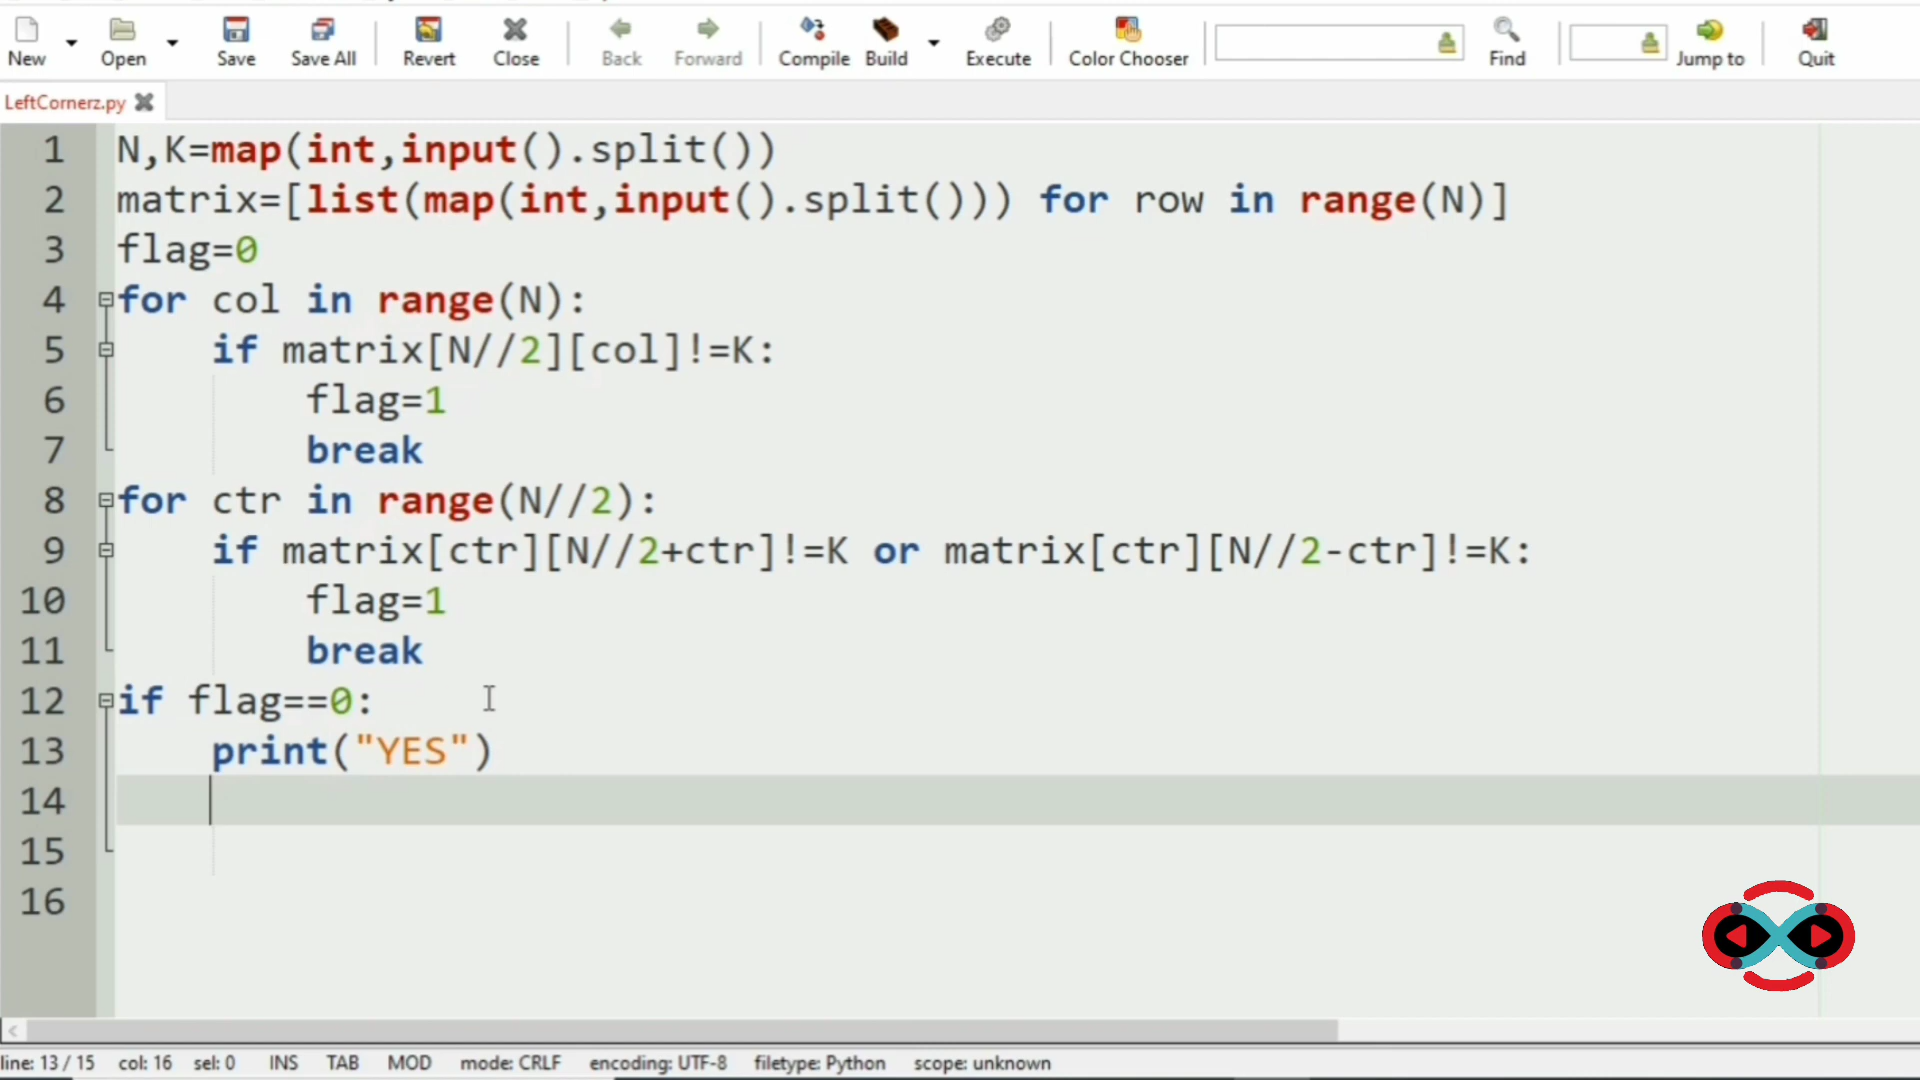 New Open Save Save All Revert Close Back Forward Compile Build Execute Color Chooser Find Jump to Quit
LeftCornerz.py
1 N,K=map(int,input().split())
2 matrix=[list(map(int,input().split())) for row in range(N)]
3 flag=0
4 for col in range(N):
5     if matrix[N//2][col]!=K:
6         flag=1
7         break
8 for ctr in range(N//2):
9     if matrix[ctr][N//2+ctr]!=K or matrix[ctr][N//2-ctr]!=K:
10         flag=1
11         break
12 if flag==0:
13     print("YES")
14
15
16
line: 13 / 15 col: 16 sel: 0 INS TAB MOD mode: CRLF encoding: UTF-8 filetype: Python scope: unknown